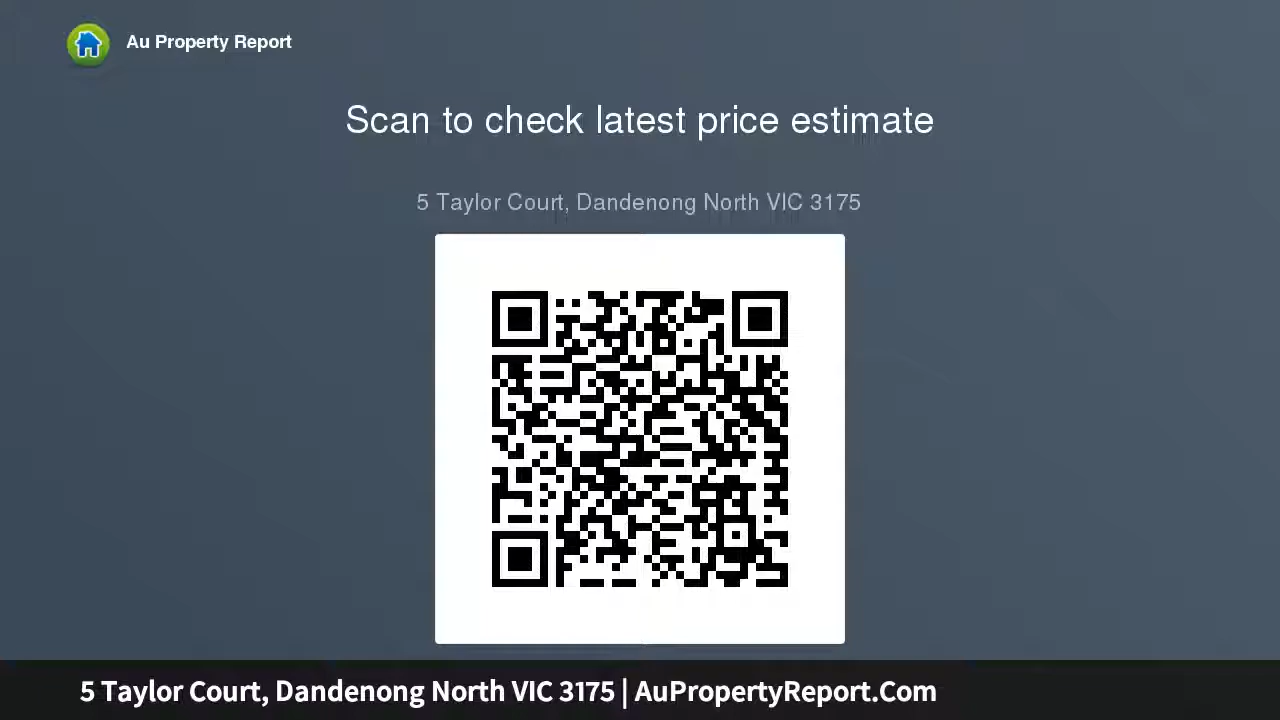 Au Property Report
Scan to check latest price estimate
5 Taylor Court, Dandenong North VIC 3175
5 Taylor Court, Dandenong North VIC 3175 | AuPropertyReport.Com